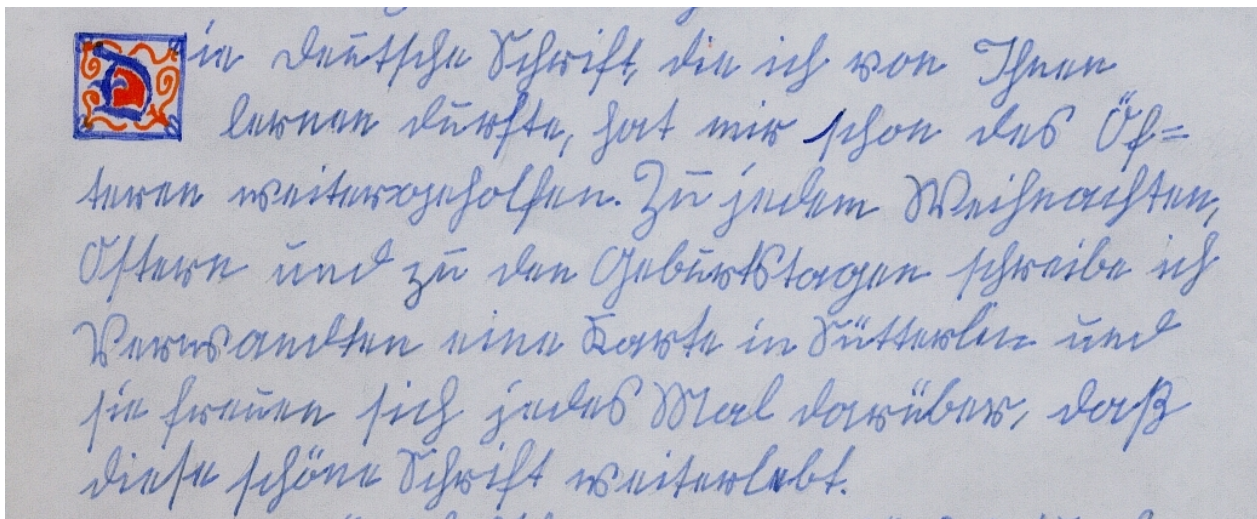 Die deutsche Schrift, die ich von Ihnen
lernen durfte, hat mir schon des Öf=
teren weitergeholfen. Zu jedem Weihnachten,
Ostern und zu den Geburtstagen schreibe ich
Verwandten eine Karte in Sütterlin und
sie freuen sich jedes Mal darüber, daß
diese schöne Schrift weiterlebt.